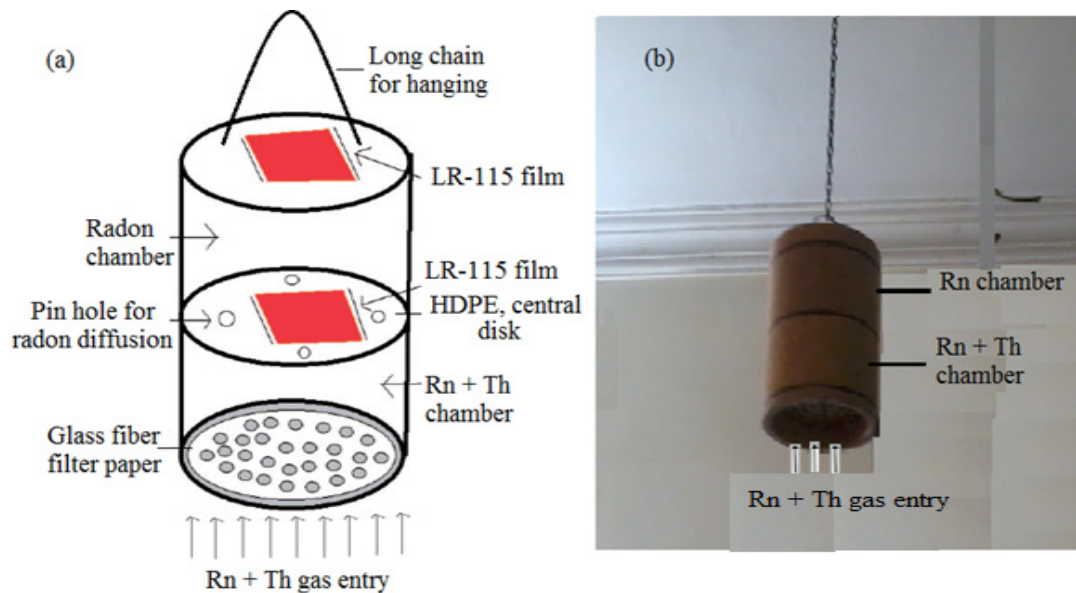 (a)
Long chain
for hanging
LR-115 film
Radon
chamber
LR-115 film
Pin hole for
radon diffusion
HDPE, central
disk
Rn + Th
chamber
Glass fiber
filter paper
Rn + Th gas entry
(b)
Rn chamber
Rn + Th
chamber
Rn + Th gas entry